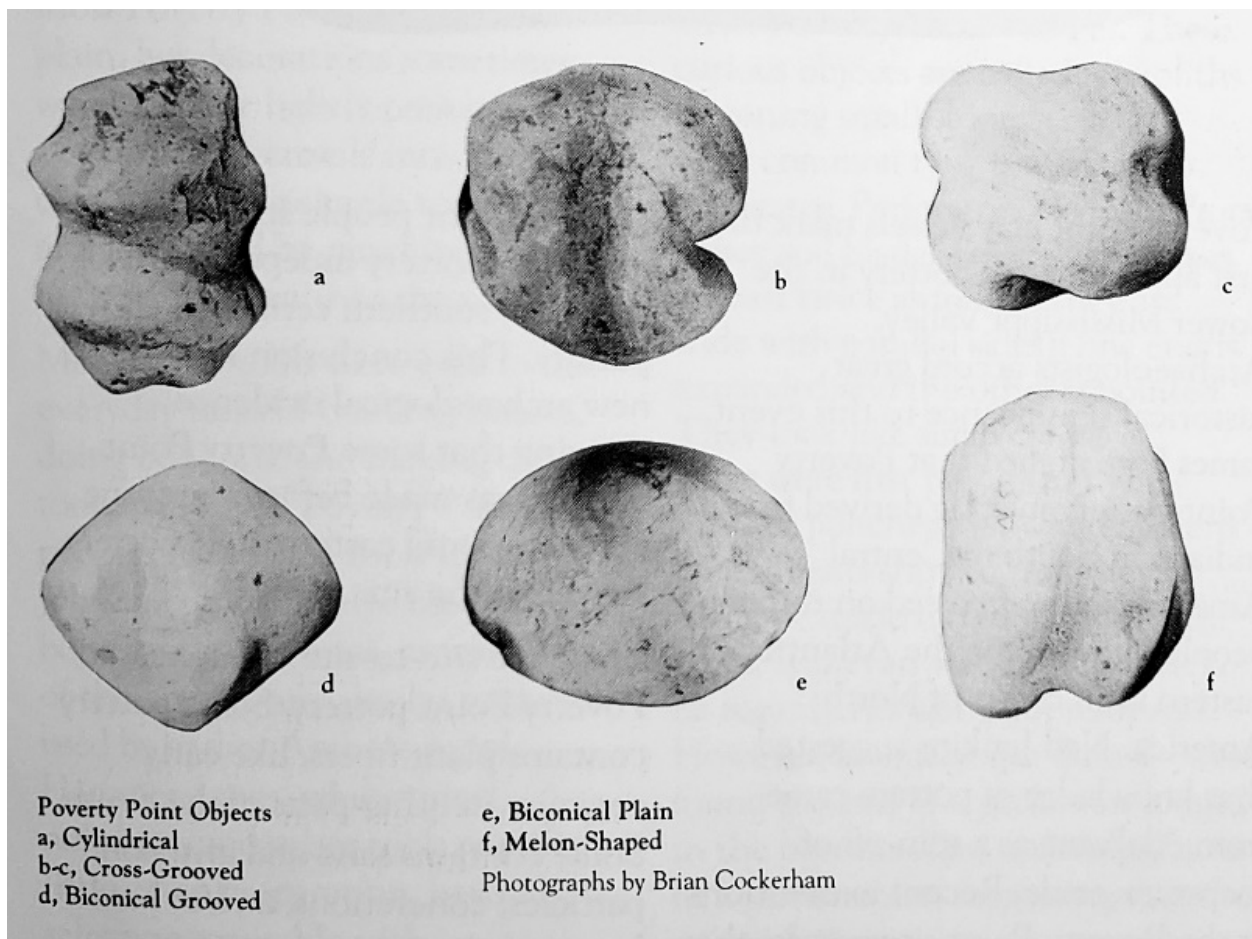 a
b
c
d
e
f
Poverty Point Objects
a, Cylindrical
b-c, Cross-Grooved
d, Biconical Grooved
e, Biconical Plain
f, Melon-Shaped
Photographs by Brian Cockerham